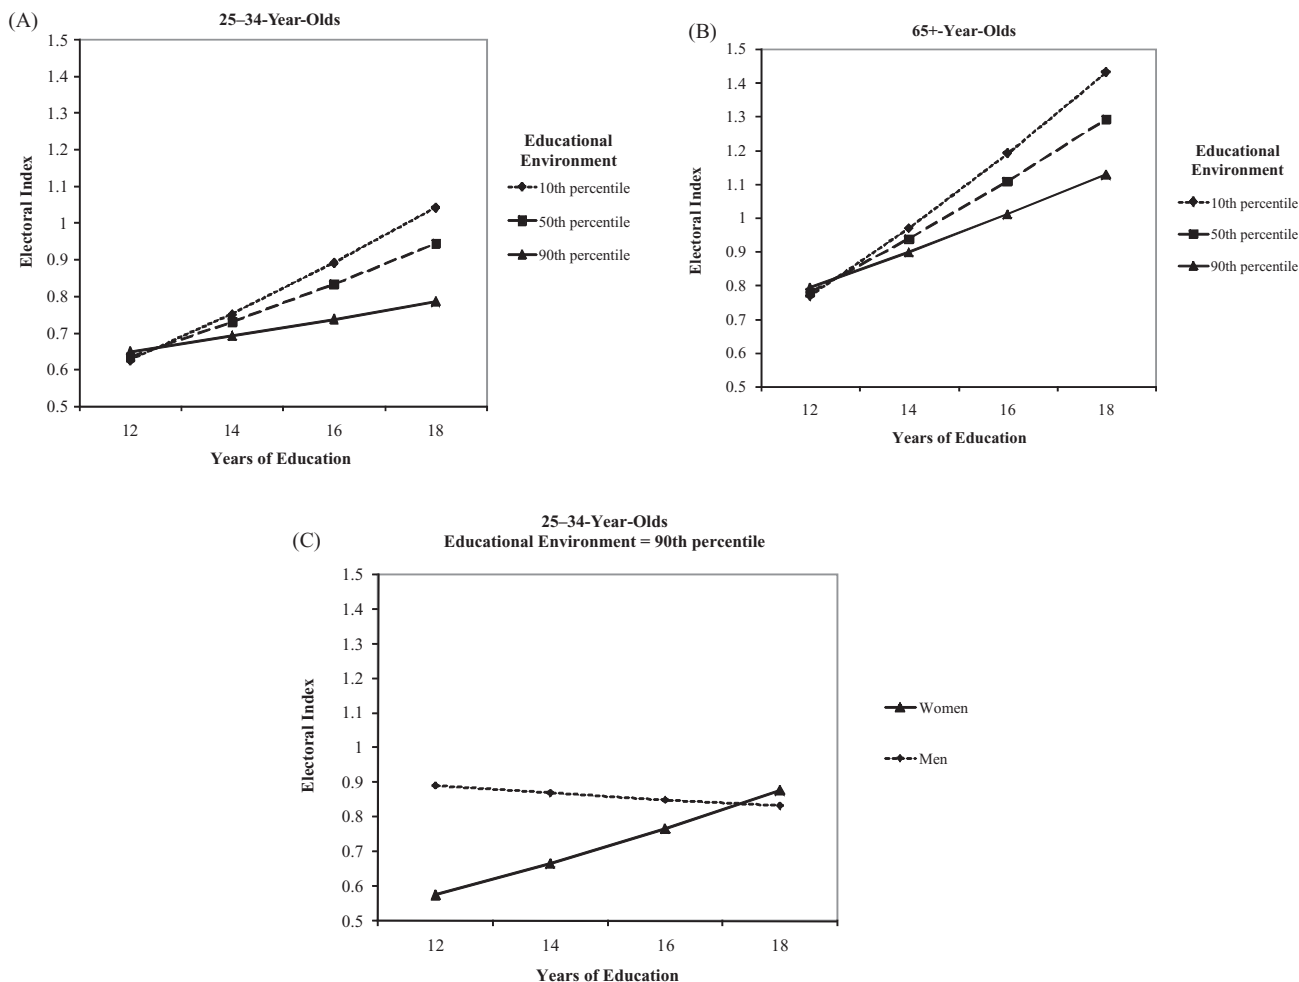 (A)
25–34-Year-Olds
1.5
1.4
1.3
1.2
1.1
1
0.9
0.8
0.7
0.6
0.5
Electoral Index
12 14 16 18
Years of Education
Educational
Environment
10th percentile
50th percentile
90th percentile
(B)
65+-Year-Olds
1.5
1.4
1.3
1.2
1.1
1
0.9
0.8
0.7
0.6
0.5
Electoral Index
12 14 16 18
Years of Education
Educational
Environment
10th percentile
50th percentile
90th percentile
(C)
25–34-Year-Olds
Educational Environment = 90th percentile
1.5
1.4
1.3
1.2
1.1
1
0.9
0.8
0.7
0.6
0.5
Electoral Index
12 14 16 18
Years of Education
Women
Men